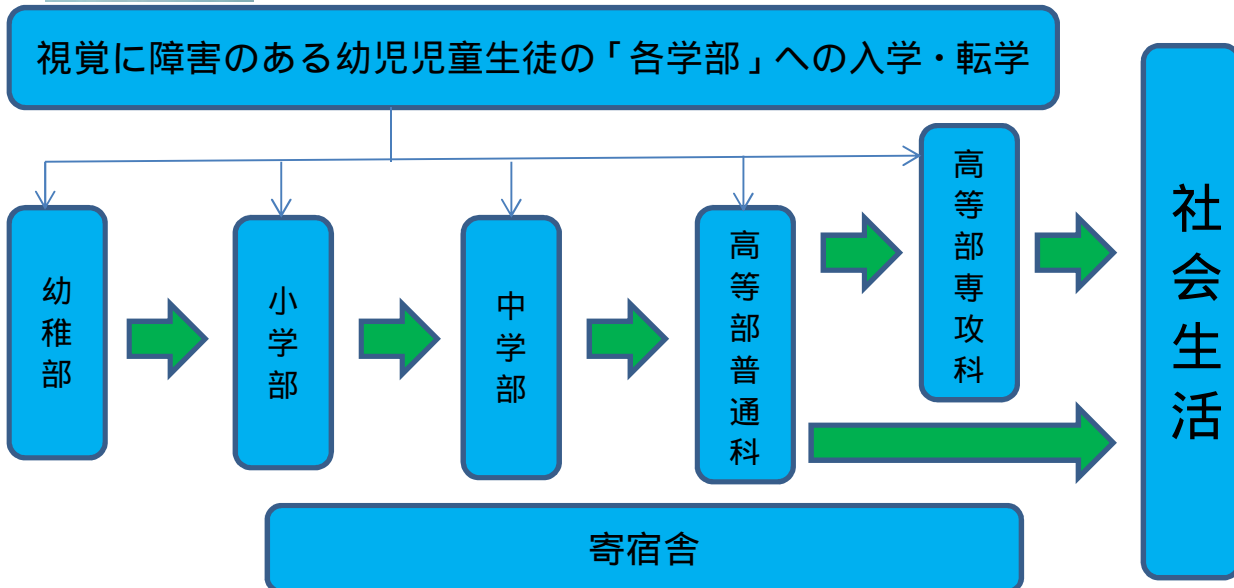 視覚に障害のある幼児児童生徒の「各学部」への入学・転学
幼稚部
小学部
中学部
高等部普通科
高等部専攻科
社会生活
寄宿舎